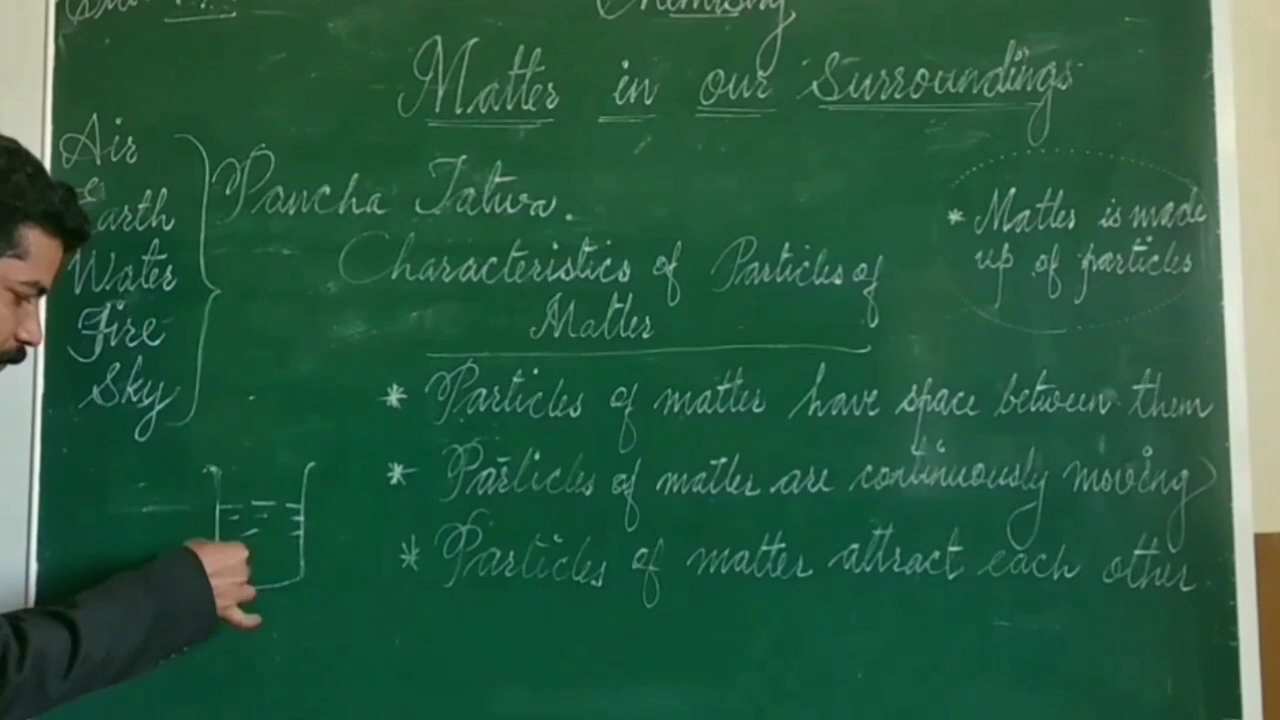 Chemistry
Matter in our Surroundings
Air
Earth
Water
Fire
Sky
Pancha Tatva.
Characteristics of Particles of
Matter
* Matter is made
up of particles
* Particles of matter have space between them
* Particles of matter are continuously moving
* Particles of matter attract each other